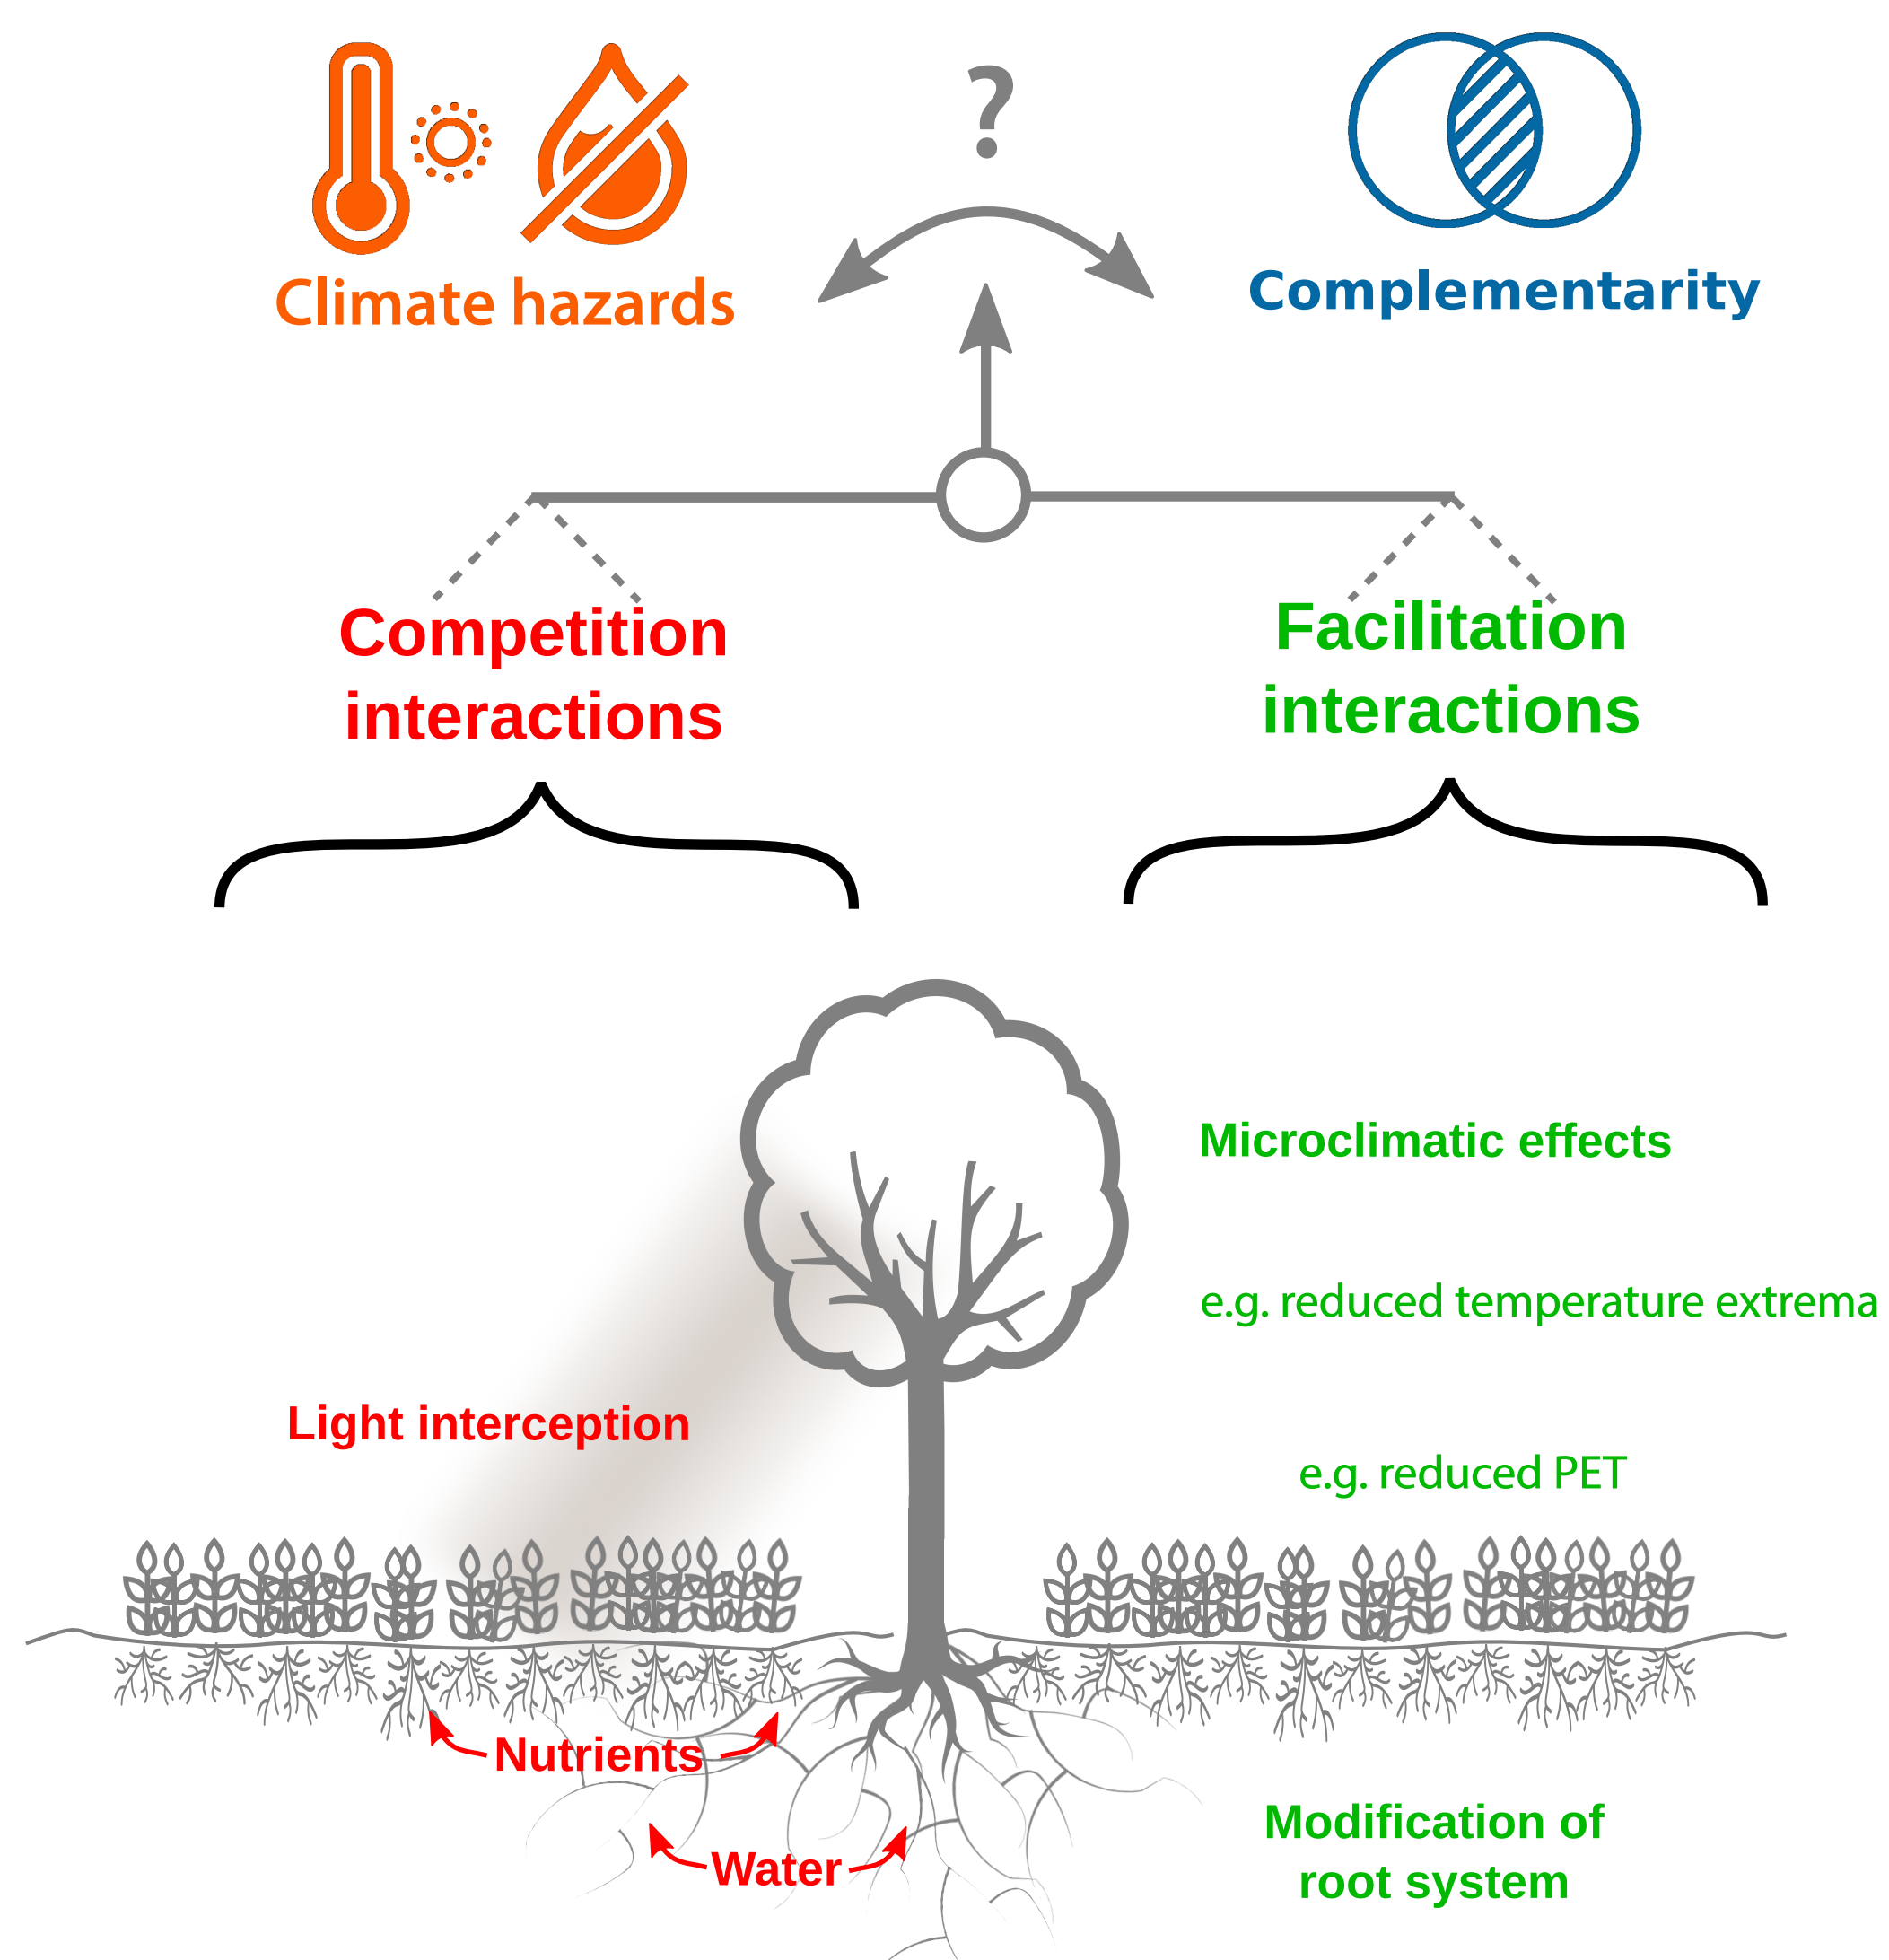 ?
Climate hazards
Complementarity
Competition
interactions
Facilitation
interactions
Microclimatic effects
e.g. reduced temperature extrema
Light interception
e.g. reduced PET
Nutrients
Water
Modification of
root system